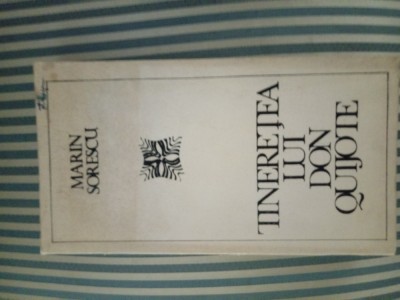 MARIN
SORESCU
TINEREȚEA
LUI
DON
QUIJOTE